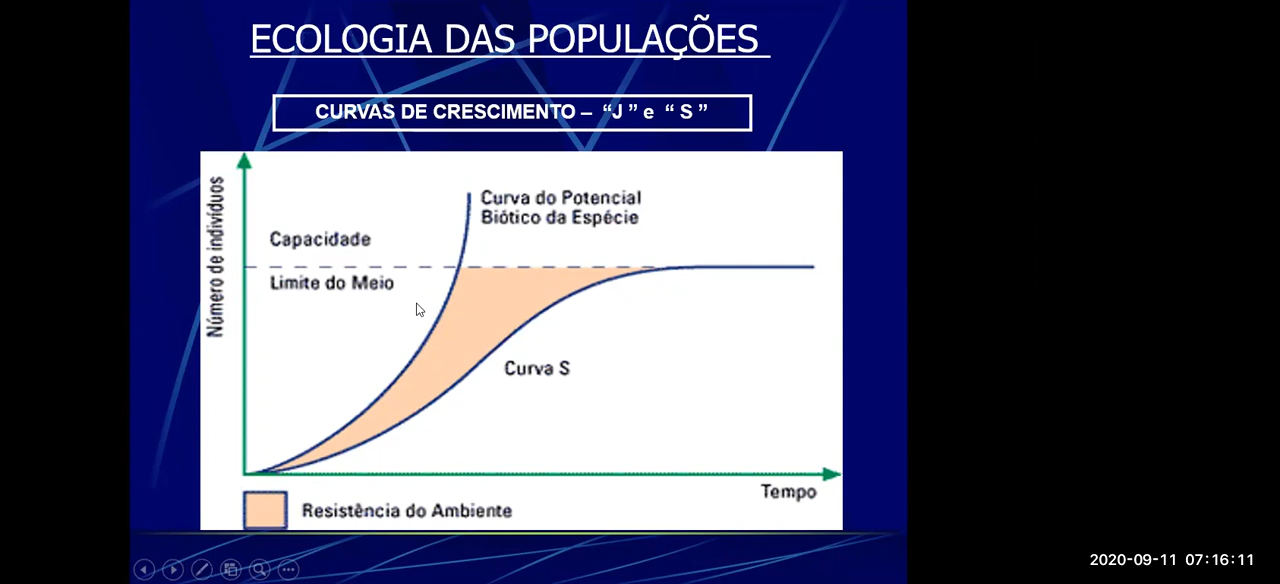 ECOLOGIA DAS POPULAÇÕES
CURVAS DE CRESCIMENTO – “J ” e “ S ”
Número de indivíduos
Curva do Potencial
Biótico da Espécie
Capacidade
Limite do Meio
Curva S
Tempo
Resistência do Ambiente
2020-09-11 07:16:11